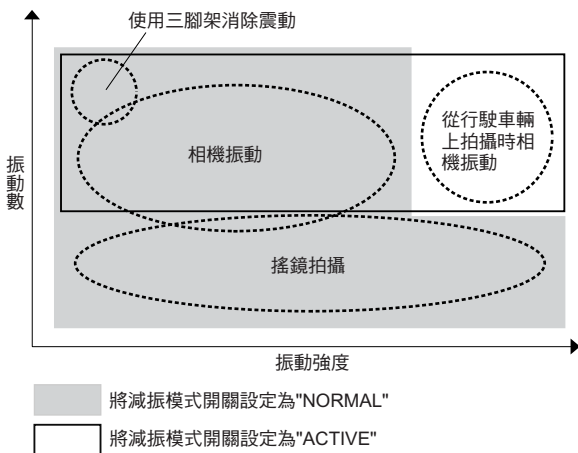 使用三腳架消除震動
振動數
相機振動
從行駛車輛
上拍攝時相
機振動
搖鏡拍攝
振動強度
將減振模式開關設定為"NORMAL"
將減振模式開關設定為"ACTIVE"